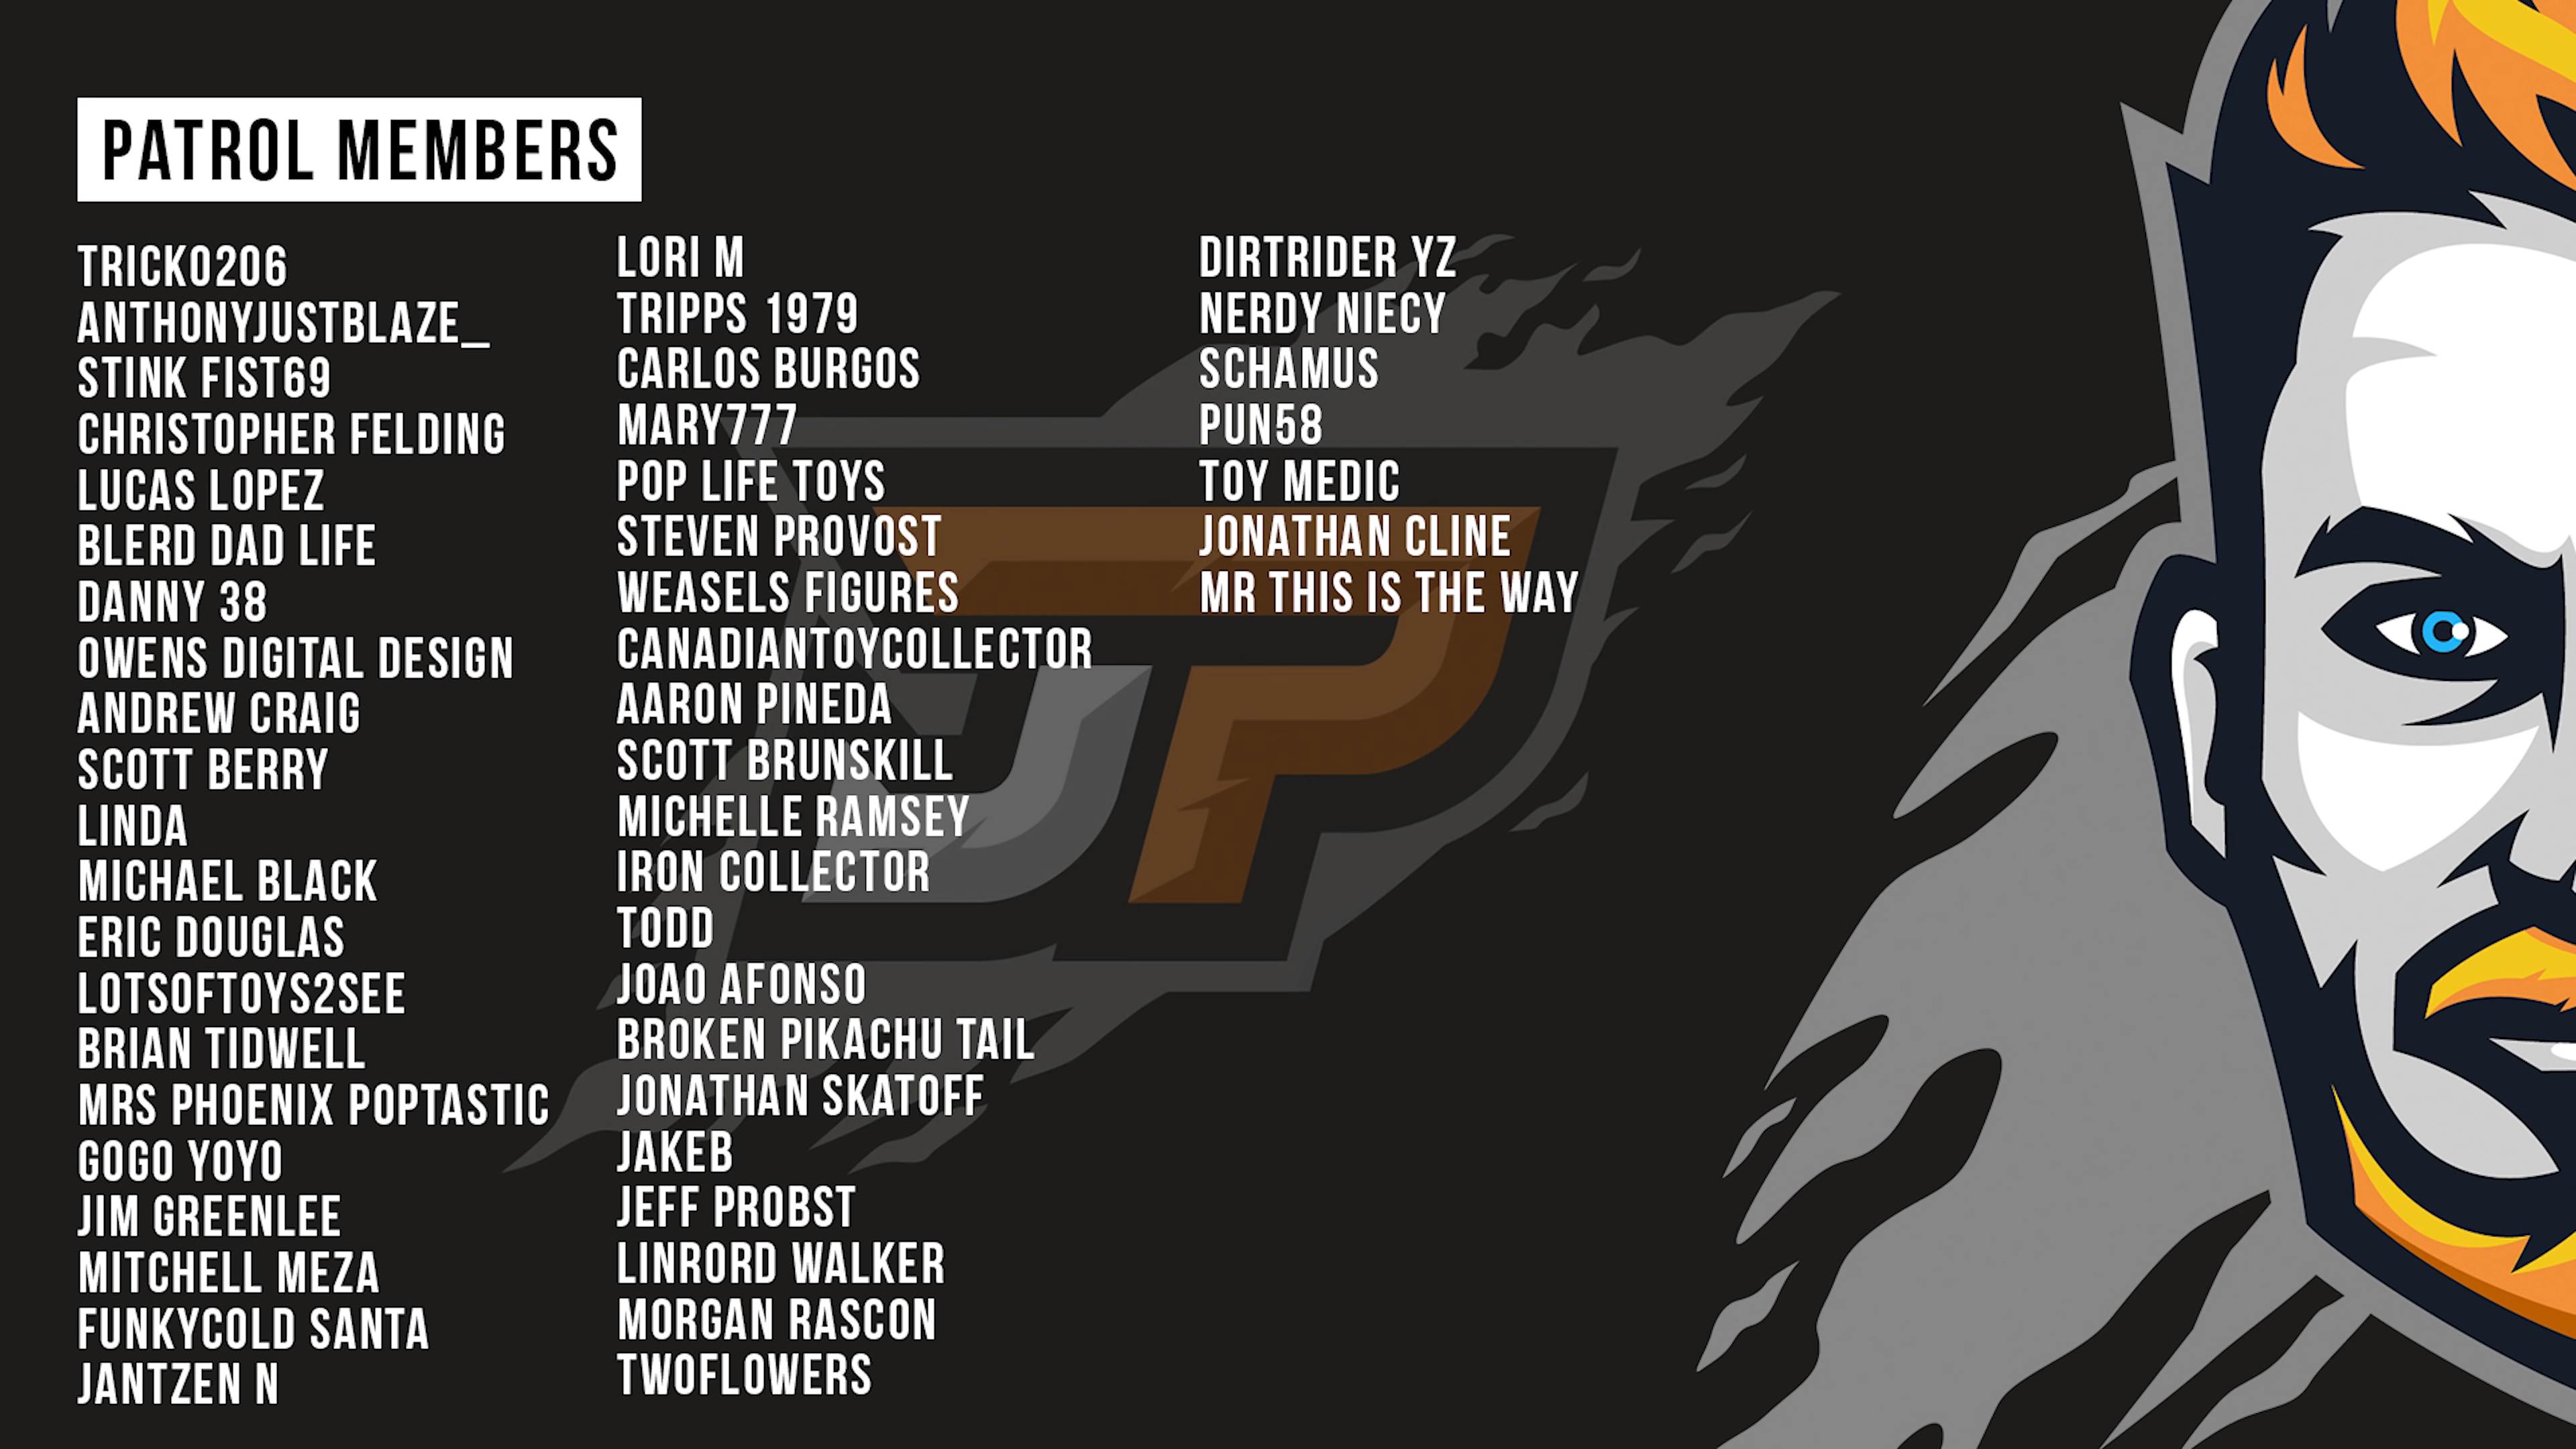 PATROL MEMBERS
TRICK0206
ANTHONYJUSTBLAZE_
STINK FIST69
CHRISTOPHER FELDING
LUCAS LOPEZ
BLERD DAD LIFE
DANNY 38
OWENS DIGITAL DESIGN
ANDREW CRAIG
SCOTT BERRY
LINDA
MICHAEL BLACK
ERIC DOUGLAS
LOTSOFTOYS2SEE
BRIAN TIDWELL
MRS PHOENIX POPTASTIC
GOGO YOYO
JIM GREENLEE
MITCHELL MEZA
FUNKYCOLD SANTA
JANTZEN N
LORI M
TRIPPS 1979
CARLOS BURGOS
MARY777
POP LIFE TOYS
STEVEN PROVOST
WEASELS FIGURES
CANADIANTOYCOLLECTOR
AARON PINEDA
SCOTT BRUNSKILL
MICHELLE RAMSEY
IRON COLLECTOR
TODD
JOAO AFONSO
BROKEN PIKACHU TAIL
JONATHAN SKATOFF
JAKEB
JEFF PROBST
LINRORD WALKER
MORGAN RASCON
TWOFLOWERS
DIRTRIDER YZ
NERDY NIECY
SCHAMUS
PUN58
TOY MEDIC
JONATHAN CLINE
MR THIS IS THE WAY
JP